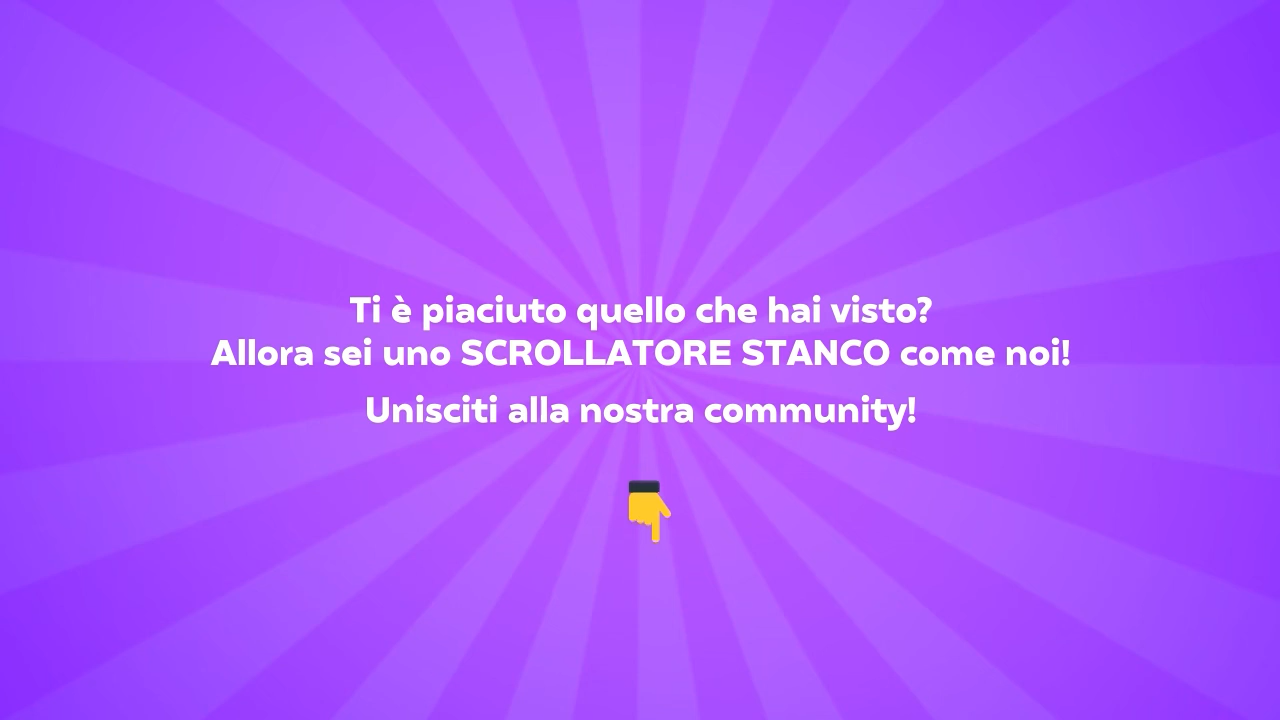 Ti è piaciuto quello che hai visto?
Allora sei uno SCROLLATORE STANCO come noi!
Unisciti alla nostra community!